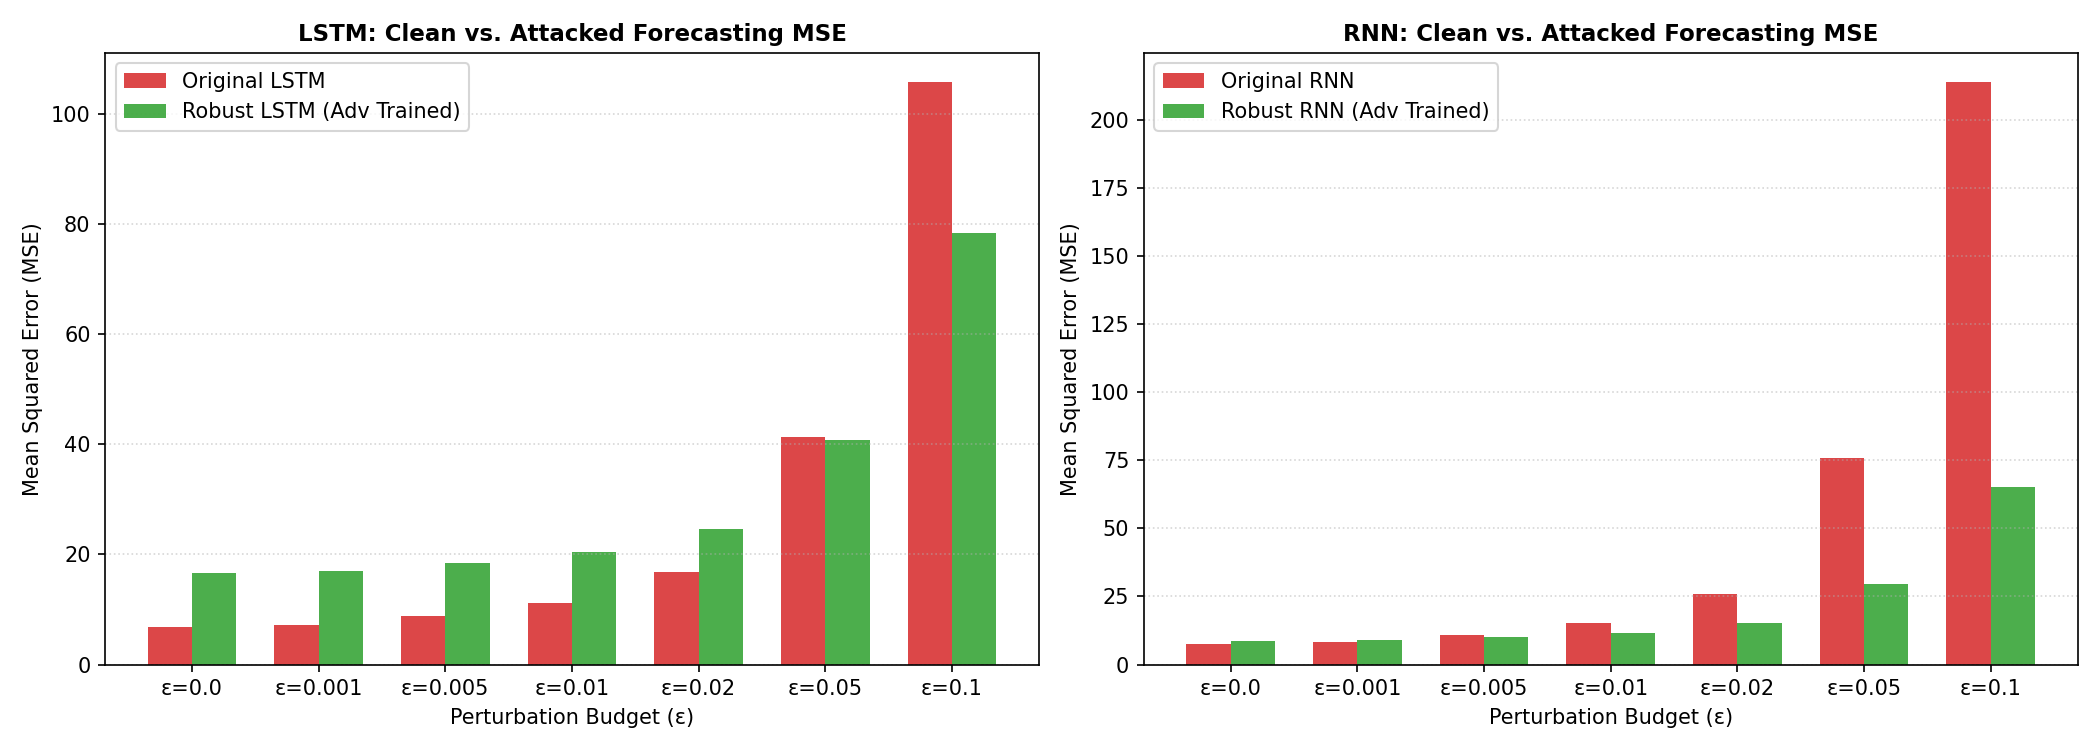 LSTM: Clean vs. Attacked Forecasting MSE
Original LSTM
Robust LSTM (Adv Trained)
Mean Squared Error (MSE)
100
80
60
40
20
0
ε=0.0 ε=0.001 ε=0.005 ε=0.01 ε=0.02 ε=0.05 ε=0.1
Perturbation Budget (ε)
RNN: Clean vs. Attacked Forecasting MSE
Original RNN
Robust RNN (Adv Trained)
Mean Squared Error (MSE)
200
175
150
125
100
75
50
25
0
ε=0.0 ε=0.001 ε=0.005 ε=0.01 ε=0.02 ε=0.05 ε=0.1
Perturbation Budget (ε)